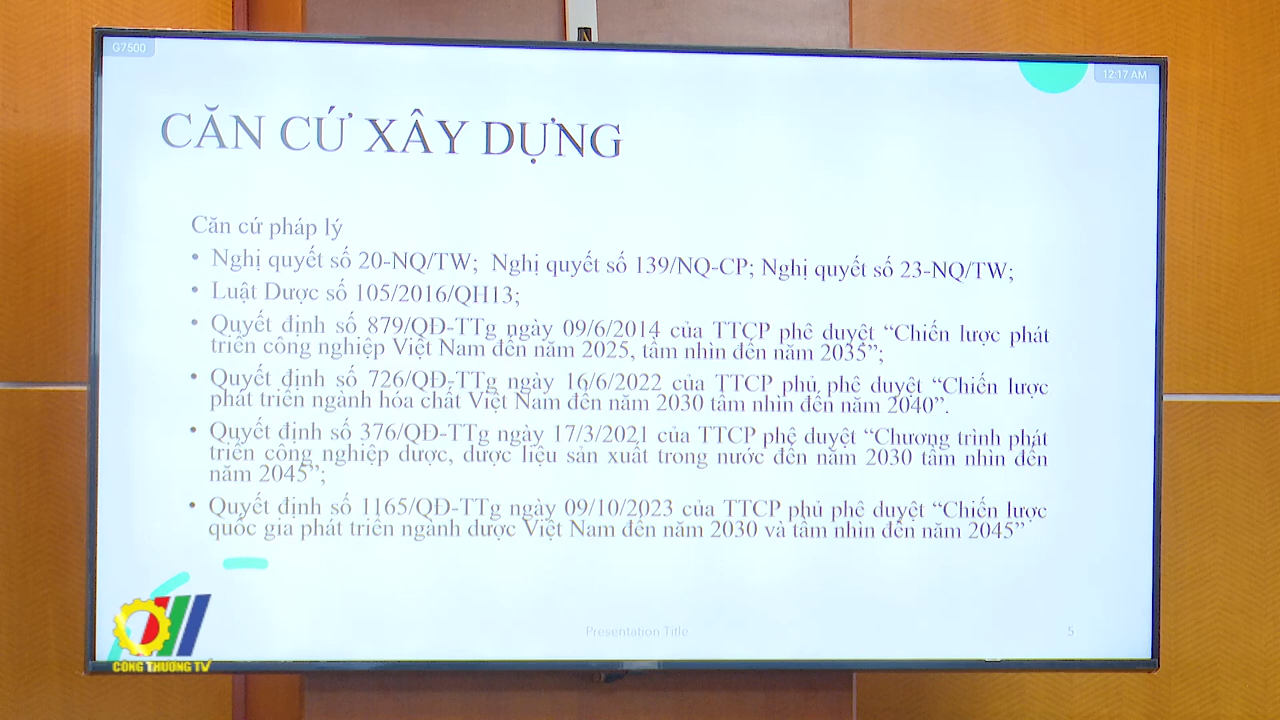 G7500
12:17 AM
CĂN CỨ XÂY DỰNG
Căn cứ pháp lý
• Nghị quyết số 20-NQ/TW; Nghị quyết số 139/NQ-CP; Nghị quyết số 23-NQ/TW;
• Luật Dược số 105/2016/QH13;
• Quyết định số 879/QĐ-TTg ngày 09/6/2014 của TTCP phê duyệt “Chiến lược phát
triển công nghiệp Việt Nam đến năm 2025, tầm nhìn đến năm 2035”;
• Quyết định số 726/QĐ-TTg ngày 16/6/2022 của TTCP phủ phê duyệt “Chiến lược
phát triển ngành hóa chất Việt Nam đến năm 2030 tầm nhìn đến năm 2040”.
• Quyết định số 376/QĐ-TTg ngày 17/3/2021 của TTCP phê duyệt “Chương trình phát
triển công nghiệp dược, dược liệu sản xuất trong nước đến năm 2030 tầm nhìn đến
năm 2045”;
• Quyết định số 1165/QĐ-TTg ngày 09/10/2023 của TTCP phủ phê duyệt “Chiến lược
quốc gia phát triển ngành dược Việt Nam đến năm 2030 và tầm nhìn đến năm 2045”
Presentation Title
5
CÔNG THƯƠNG TV